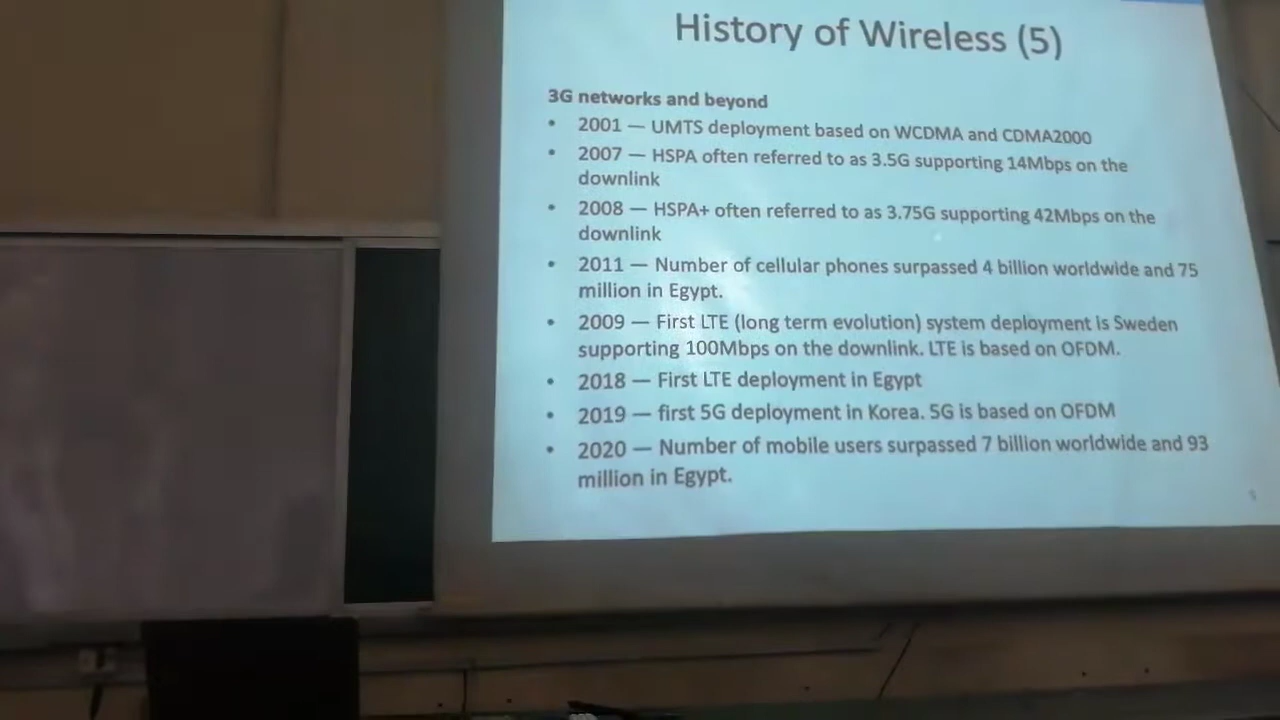 History of Wireless (5)
3G networks and beyond
• 2001 — UMTS deployment based on WCDMA and CDMA2000
• 2007 — HSPA often referred to as 3.5G supporting 14Mbps on the
downlink
• 2008 — HSPA+ often referred to as 3.75G supporting 42Mbps on the
downlink
• 2011 — Number of cellular phones surpassed 4 billion worldwide and 75
million in Egypt.
• 2009 — First LTE (long term evolution) system deployment is Sweden
supporting 100Mbps on the downlink. LTE is based on OFDM.
• 2018 — First LTE deployment in Egypt
• 2019 — first 5G deployment in Korea. 5G is based on OFDM
• 2020 — Number of mobile users surpassed 7 billion worldwide and 93
million in Egypt.